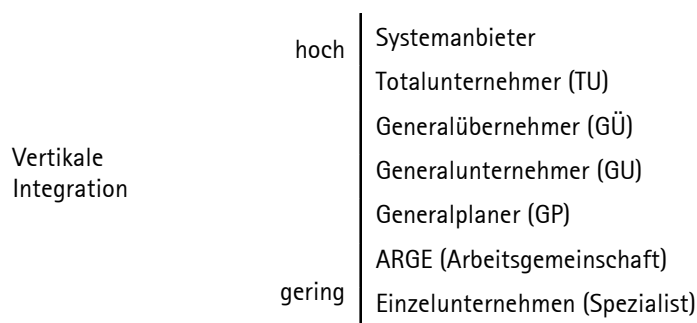 hoch
Systemanbieter
Totalunternehmer (TU)
Generalübernehmer (GÜ)
Vertikale
Integration
Generalunternehmer (GU)
Generalplaner (GP)
ARGE (Arbeitsgemeinschaft)
gering
Einzelunternehmen (Spezialist)